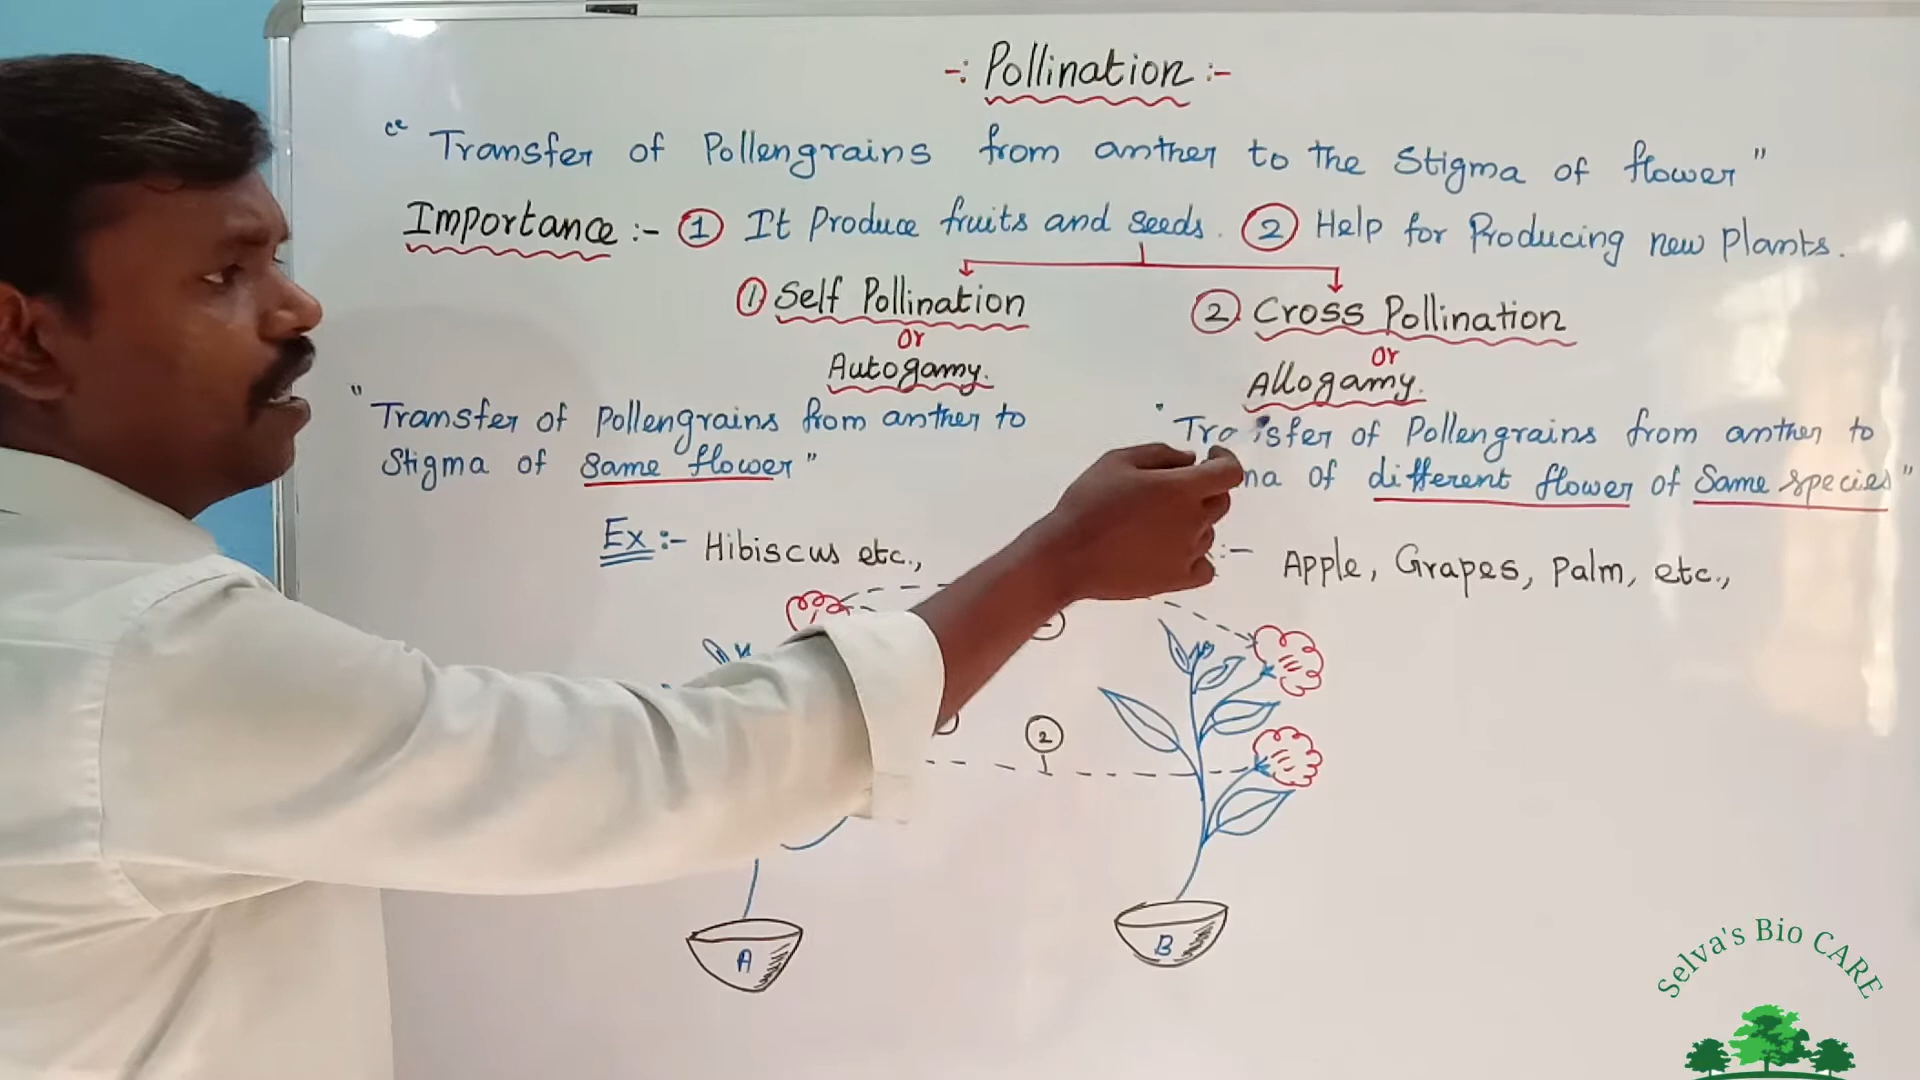 -: Pollination :-
"Transfer of Pollengrains from anther to the Stigma of flower"
Importance :- ① It Produce fruits and seeds. ② Help for Producing new Plants.
① Self Pollination
or
Autogamy.
"Transfer of Pollengrains from anther to
Stigma of Same flower"
Ex :- Hibiscus etc.,
② Cross Pollination
or
Allogamy.
"Transfer of Pollengrains from anther to
of different flower of Same species"
:- Apple, Grapes, Palm, etc.,
2
A
B
Selva's Bio CARE